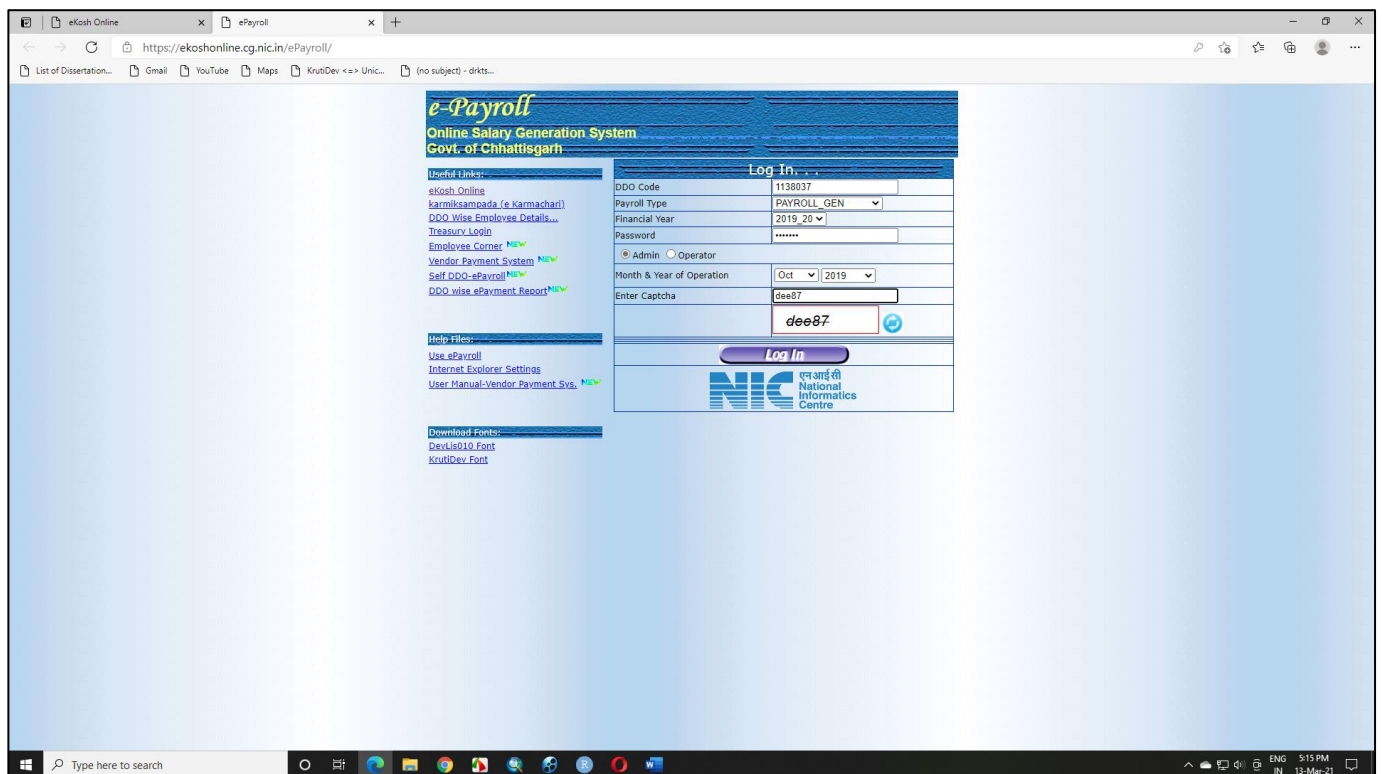 eKosh Online
ePayroll
https://ekoshonline.cg.nic.in/ePayroll/
List of Dissertation... Gmail YouTube Maps KrutiDev <=> Unic... (no subject) - drkts...
e-Payroll
Online Salary Generation System
Govt. of Chhattisgarh
Useful Links:
eKosh Online
karmiksampada (e Karmachari)
DDO Wise Employee Details...
Treasury Login
Employee Corner NEW
Vendor Payment System NEW
Self DDO-ePayroll NEW
DDO wise ePayment Report NEW
Help Files:
Use ePayroll
Internet Explorer Settings
User Manual-Vendor Payment Sys. NEW
Download Fonts:
DevLis010 Font
KrutiDev Font
Log In. . .
DDO Code 1138037
Payroll Type PAYROLL_GEN
Financial Year 2019_20
Password •••••••
Admin Operator
Month & Year of Operation Oct 2019
Enter Captcha dee87
dee87
Log In
NIC
एन आई सी
National
Informatics
Centre
Type here to search
ENG 5:15 PM
IN 13-Mar-21